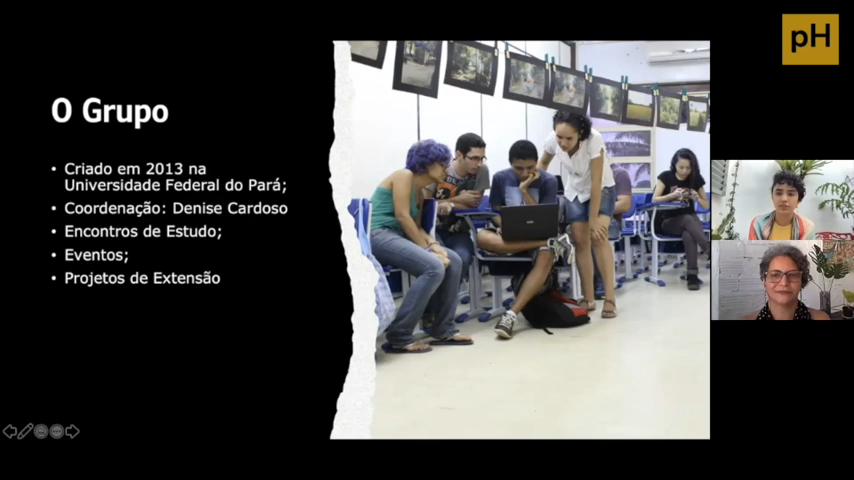 pH
O Grupo
• Criado em 2013 na
Universidade Federal do Pará;
• Coordenação: Denise Cardoso
• Encontros de Estudo;
• Eventos;
• Projetos de Extensão